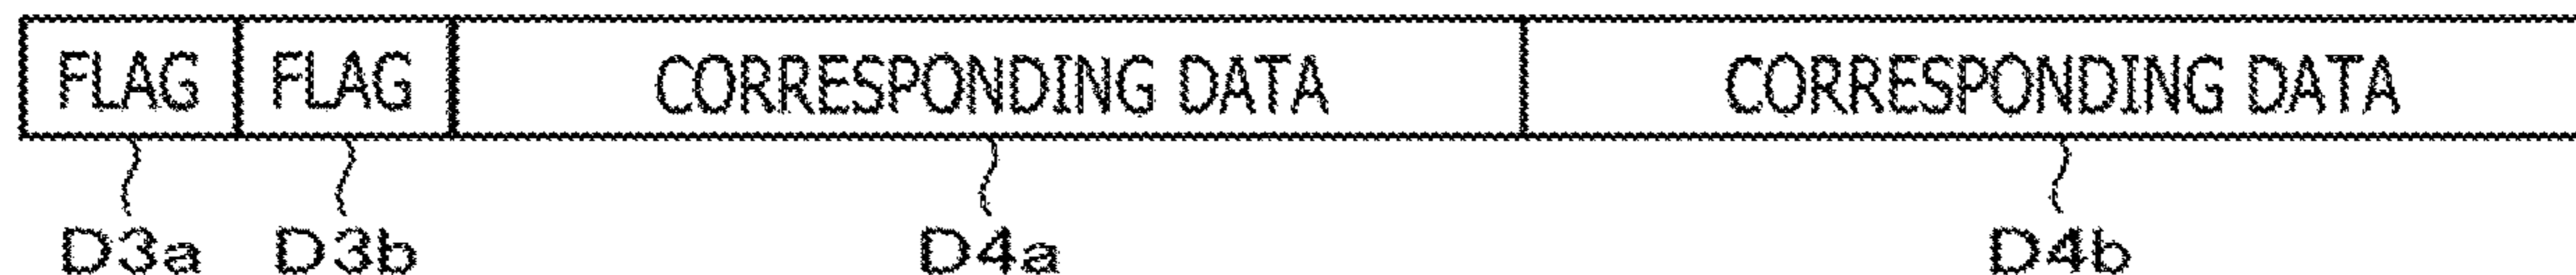 FLAG FLAG CORRESPONDING DATA CORRESPONDING DATA
D3a D3b D4a D4b